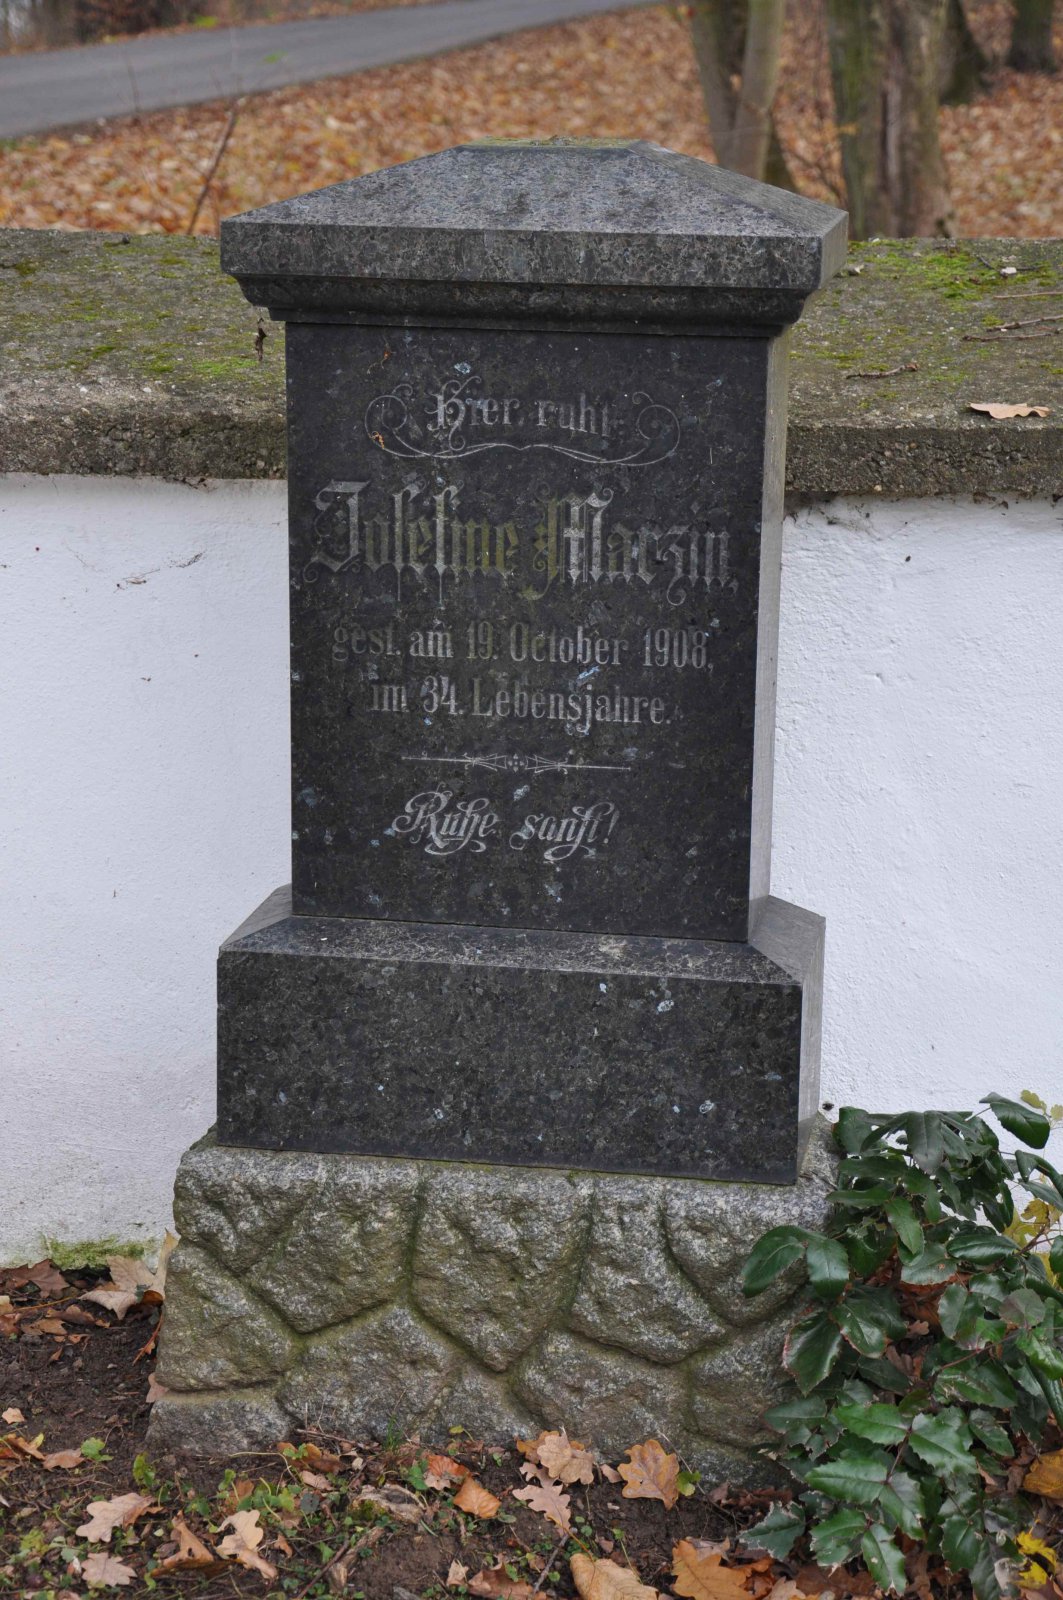 Hier ruht
Josefine Marzin,
gest. am 19. October 1908,
im 34. Lebensjahre.
Ruhe sanft!